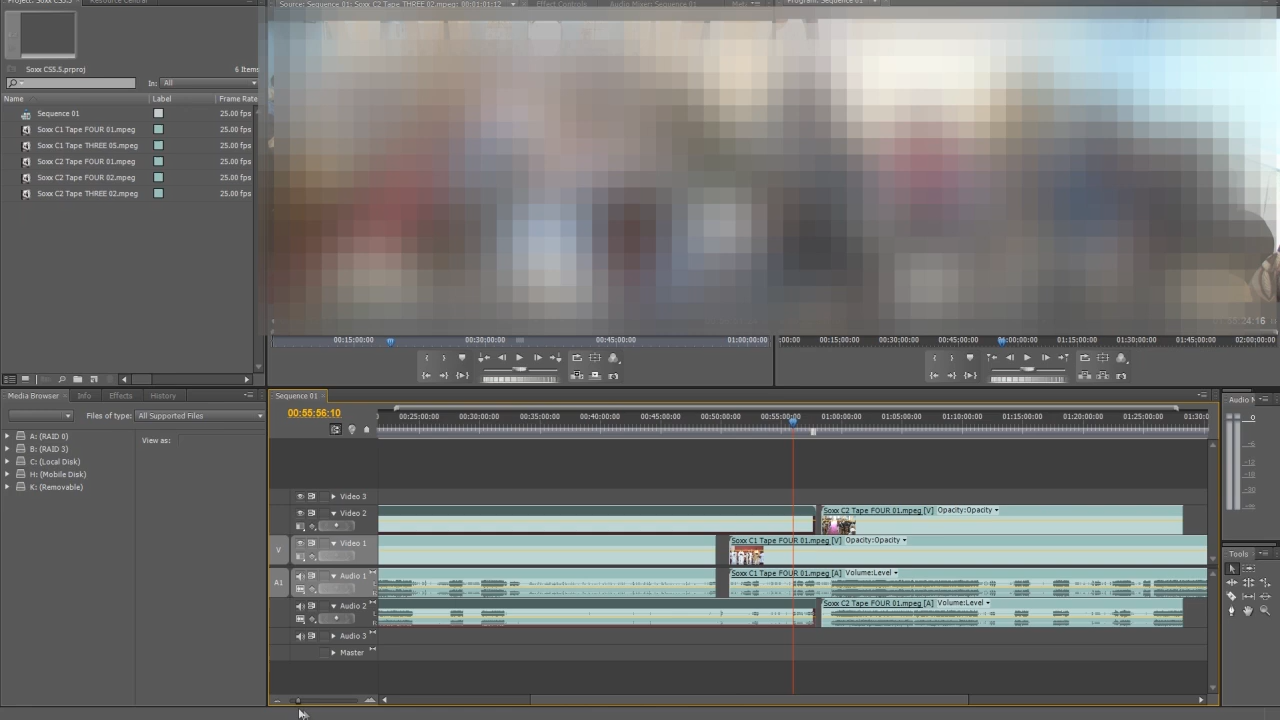 Project: Soxx CS5.5 Resource Central
Source: Sequence 01: Soxx C2 Tape THREE 02.mpeg: 00:01:01:12 Effect Controls Audio Mixer: Sequence 01 Program: Sequence 01
Soxx CS5.5.prproj 6 Items
In: All
Name Label Frame Rate
Sequence 01 25.00 fps
Soxx C1 Tape FOUR 01.mpeg 25.00 fps
Soxx C1 Tape THREE 05.mpeg 25.00 fps
Soxx C2 Tape FOUR 01.mpeg 25.00 fps
Soxx C2 Tape FOUR 02.mpeg 25.00 fps
Soxx C2 Tape THREE 02.mpeg 25.00 fps
00:15:00:00 00:30:00:00 00:45:00:00 01:00:00:00
:00:00 00:15:00:00 00:30:00:00 00:45:00:00 01:15:00:00 01:30:00:00 01:45:00:00 02:00:00:00
Media Browser Info Effects History
Files of type: All Supported Files
View as:
A: (RAID 0)
B: (RAID 3)
C: (Local Disk)
H: (Mobile Disk)
K: (Removable)
Sequence 01
00:55:56:10
00:25:00:00 00:30:00:00 00:35:00:00 00:40:00:00 00:45:00:00 00:50:00:00 00:55:00:00 01:00:00:00 01:05:00:00 01:10:00:00 01:15:00:00 01:20:00:00 01:25:00:00 01:30:0
Video 3
Video 2
Soxx C2 Tape FOUR 01.mpeg [V] Opacity:Opacity
V Video 1
Soxx C1 Tape FOUR 01.mpeg [V] Opacity:Opacity
A1 Audio 1
Soxx C1 Tape FOUR 01.mpeg [A] Volume:Level
Audio 2
Soxx C2 Tape FOUR 01.mpeg [A] Volume:Level
Audio 3
Master
Audio
0
-6
-12
-18
-30
Tools